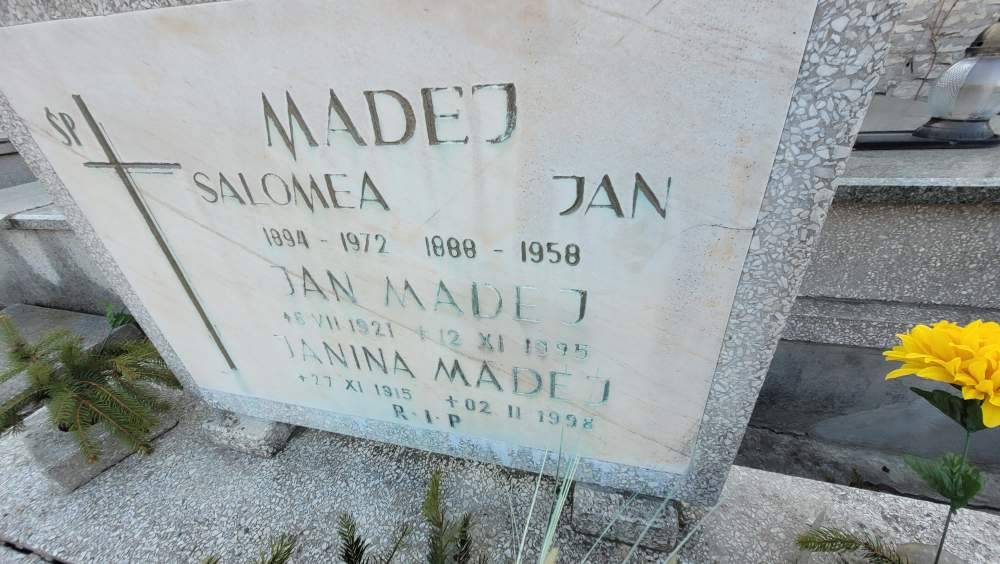 ŚP
MADEJ
SALOMEA JAN
1894 - 1972 1888 - 1958
JAN MADEJ
*6 VII 1921 +12 XI 1995
JANINA MADEJ
*27 XI 1915 +02 II 1998
R.I.P